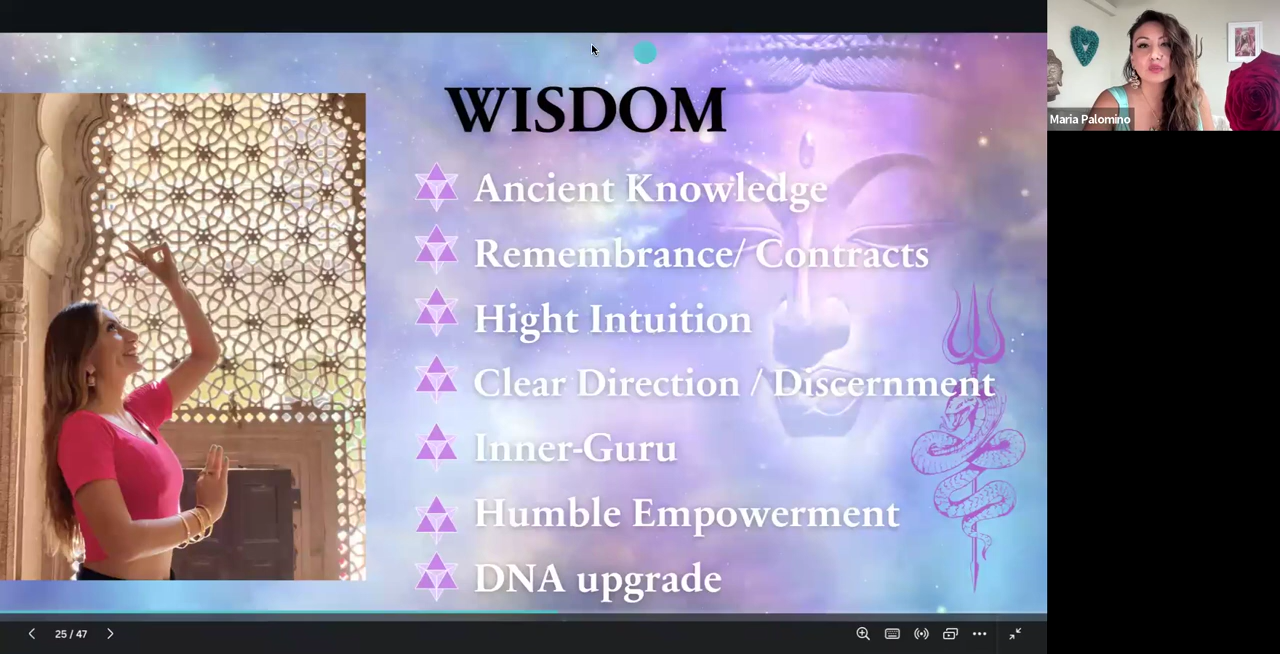 WISDOM
Ancient Knowledge
Remembrance/ Contracts
Hight Intuition
Clear Direction / Discernment
Inner-Guru
Humble Empowerment
DNA upgrade
Maria Palomino
25 / 47